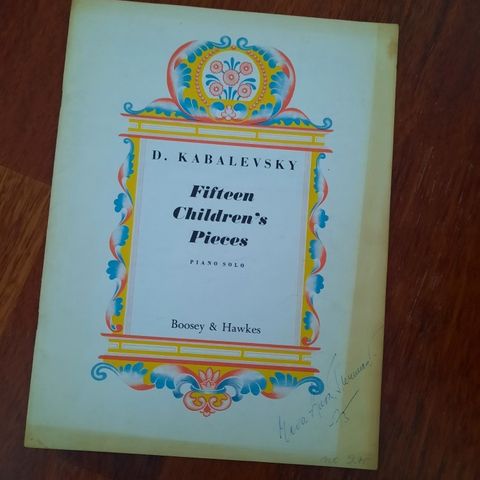 D. KABALEVSKY
Fifteen
Children's
Pieces
PIANO SOLO
Boosey & Hawkes